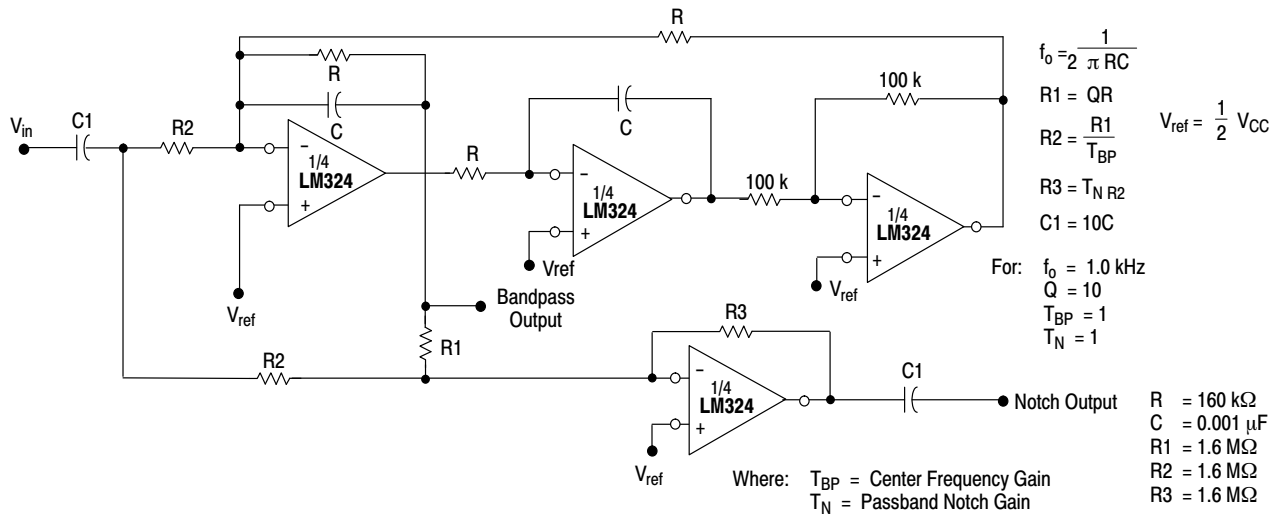 R
R
C
100 k
C
V_in
C1
R2
1/4
LM324
−
+
V_ref
R
1/4
LM324
−
+
Vref
100 k
1/4
LM324
−
+
V_ref
Bandpass
Output
R1
R2
R3
1/4
LM324
−
+
V_ref
C1
Notch Output
f_o = 2 1/π RC
R1 = QR
R2 = R1/T_BP
R3 = T_N R2
C1 = 10C
V_ref = 1/2 V_CC
For: f_o = 1.0 kHz
Q = 10
T_BP = 1
T_N = 1
R = 160 kΩ
C = 0.001 μF
R1 = 1.6 MΩ
R2 = 1.6 MΩ
R3 = 1.6 MΩ
Where: T_BP = Center Frequency Gain
T_N = Passband Notch Gain